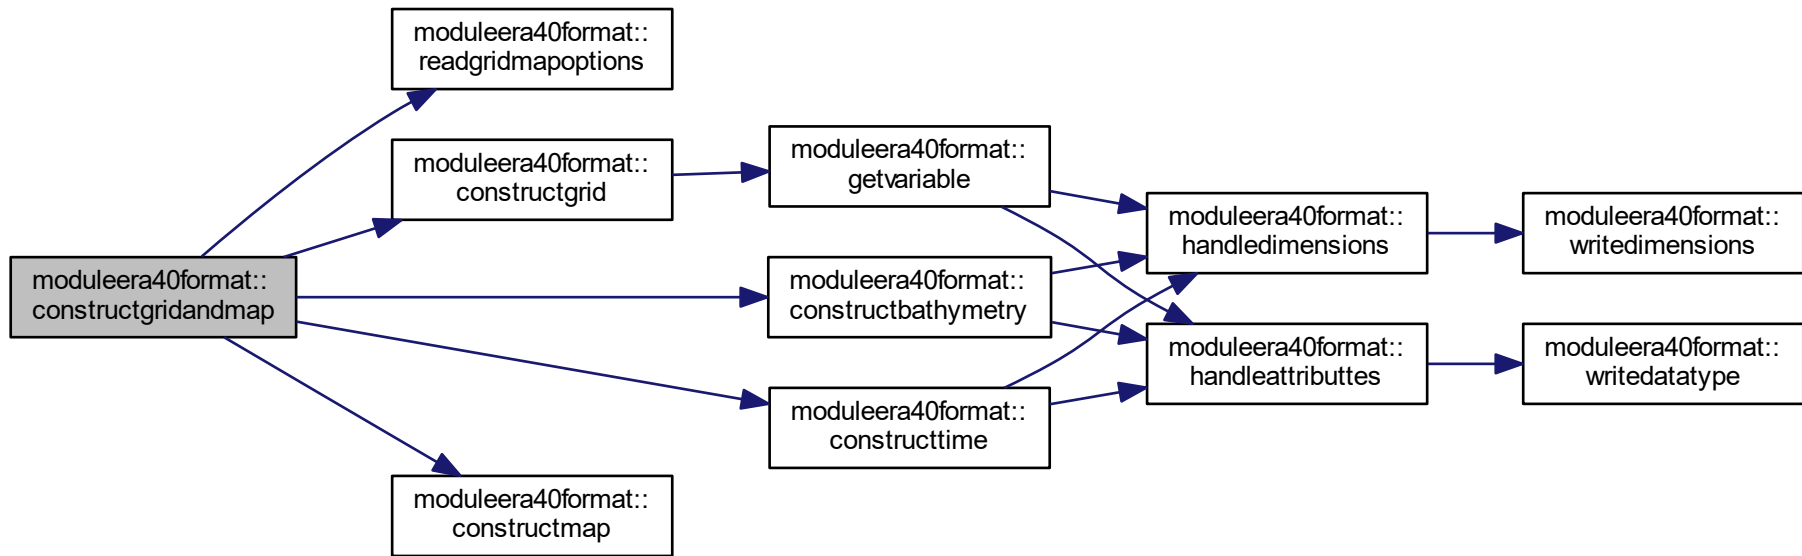 moduleera40format::
readgridmapoptions
moduleera40format::
constructgrid
moduleera40format::
getvariable
moduleera40format::
handledimensions
moduleera40format::
writedimensions
moduleera40format::
constructgridandmap
moduleera40format::
constructbathymetry
moduleera40format::
handleattributtes
moduleera40format::
writedatatype
moduleera40format::
constructtime
moduleera40format::
constructmap